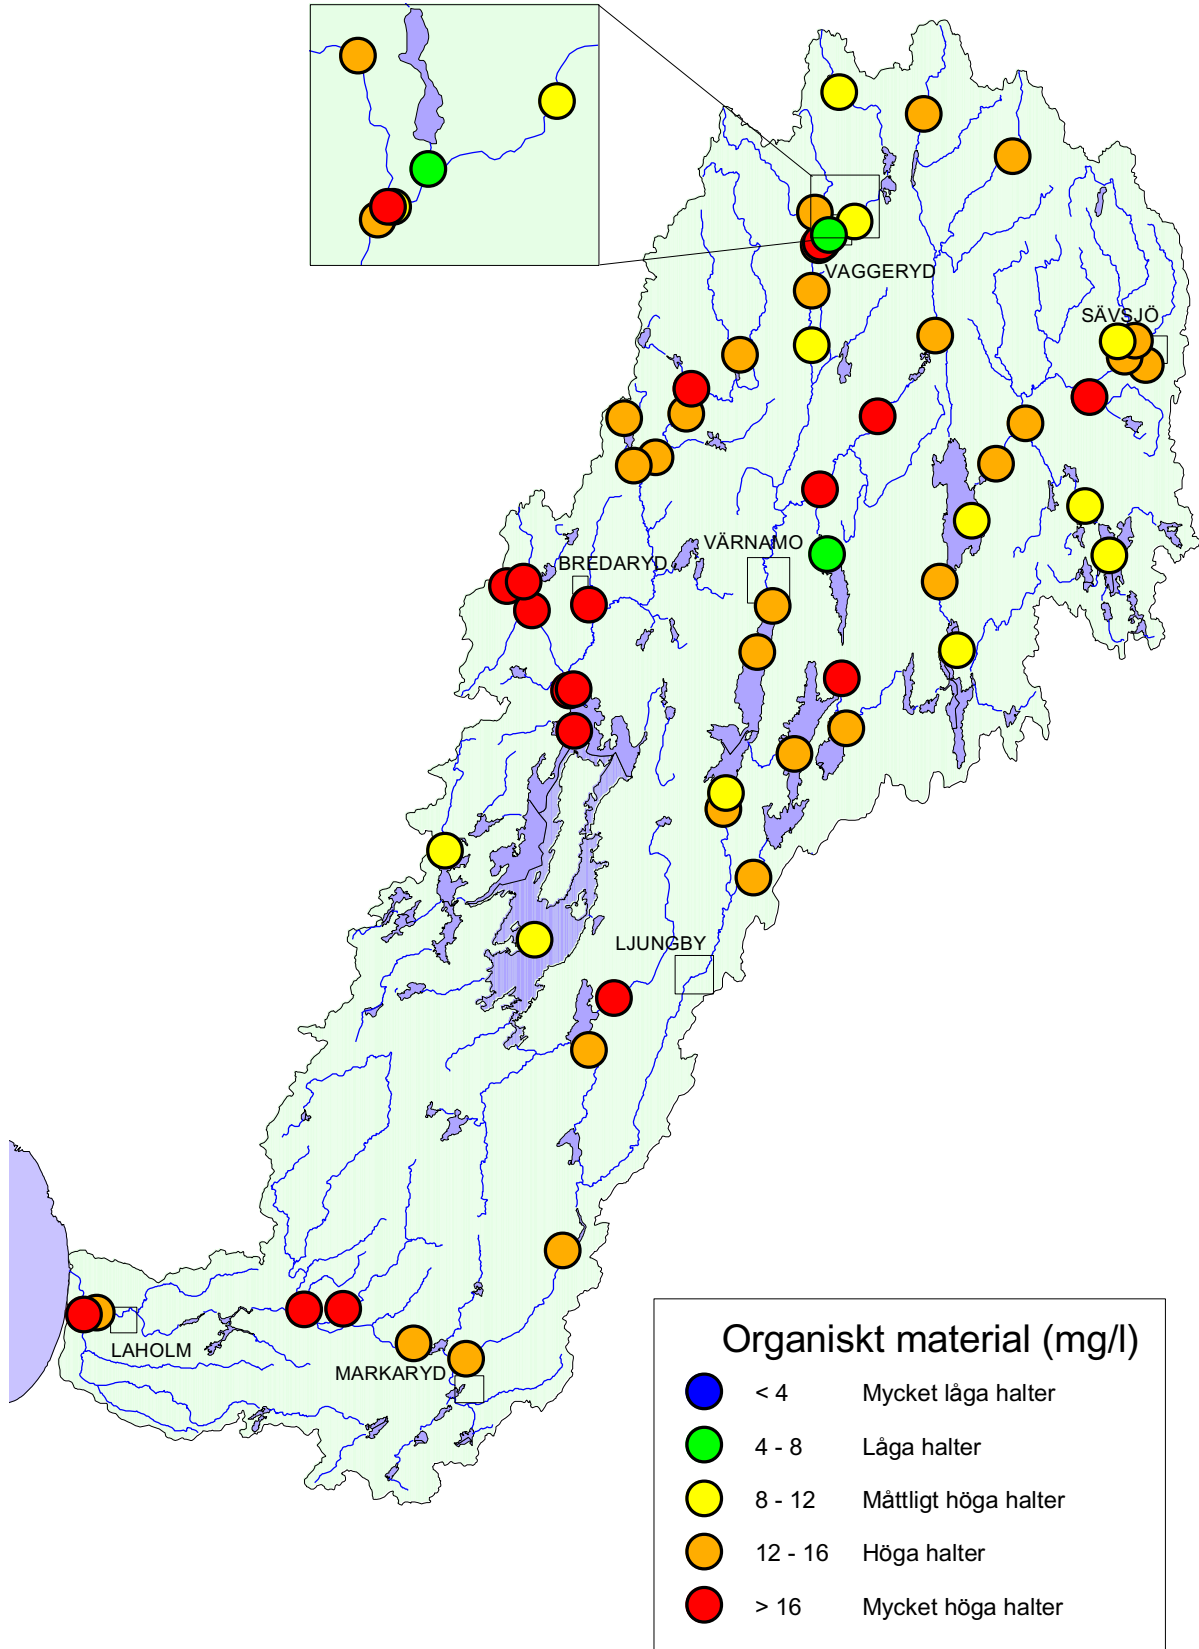 VAGGERYD
SÄVSJÖ
VÄRNAMO
BREDARYD
LJUNGBY
LAHOLM
MARKARYD
Organiskt material (mg/l)
< 4 Mycket låga halter
4 - 8 Låga halter
8 - 12 Måttligt höga halter
12 - 16 Höga halter
> 16 Mycket höga halter